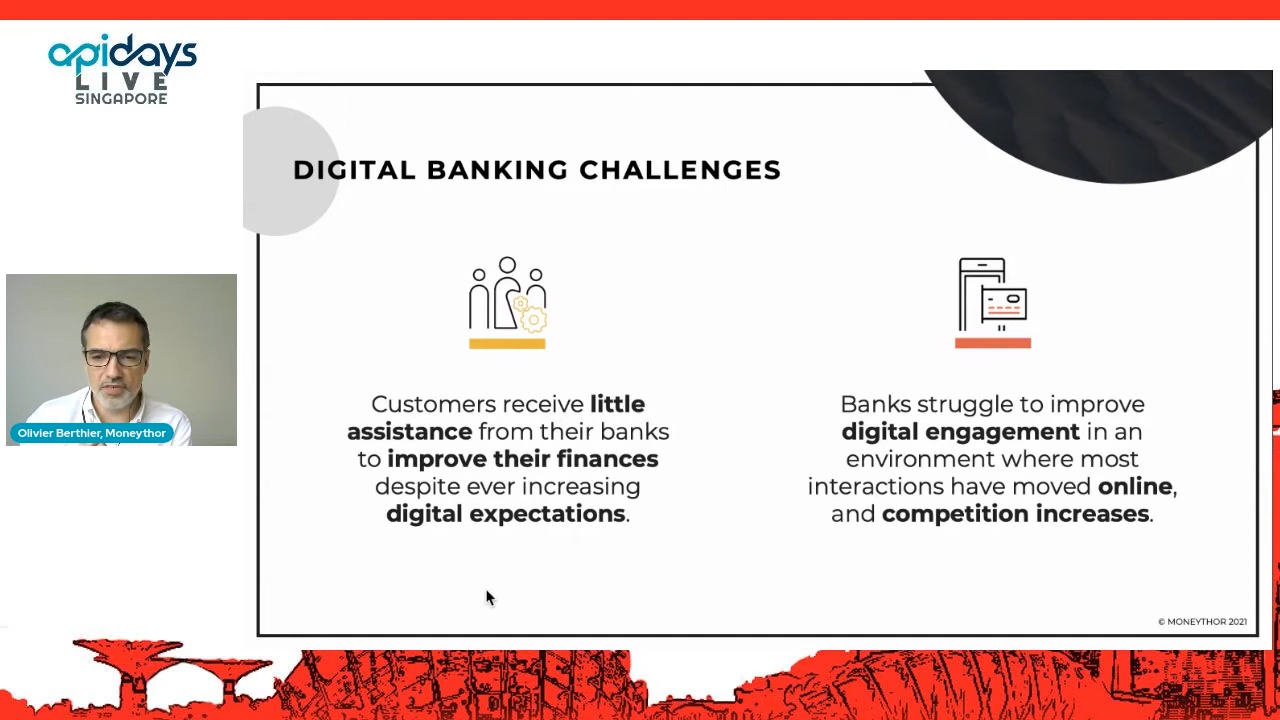 apidays
LIVE
SINGAPORE
DIGITAL BANKING CHALLENGES
Customers receive little
assistance from their banks
to improve their finances
despite ever increasing
digital expectations.
Banks struggle to improve
digital engagement in an
environment where most
interactions have moved online,
and competition increases.
Olivier Berthier, Moneythor
© MONEYTHOR 2021